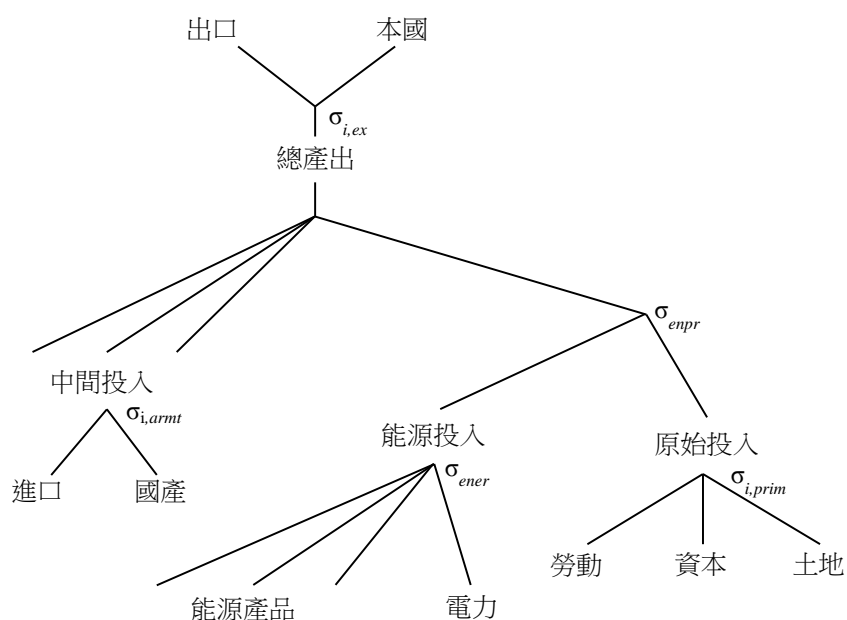 出口 本國
σi,ex
總產出
σenpr
中間投入
σi,armt
能源投入 原始投入
進口 國產 σener σi,prim
勞動 資本 土地
能源產品 電力